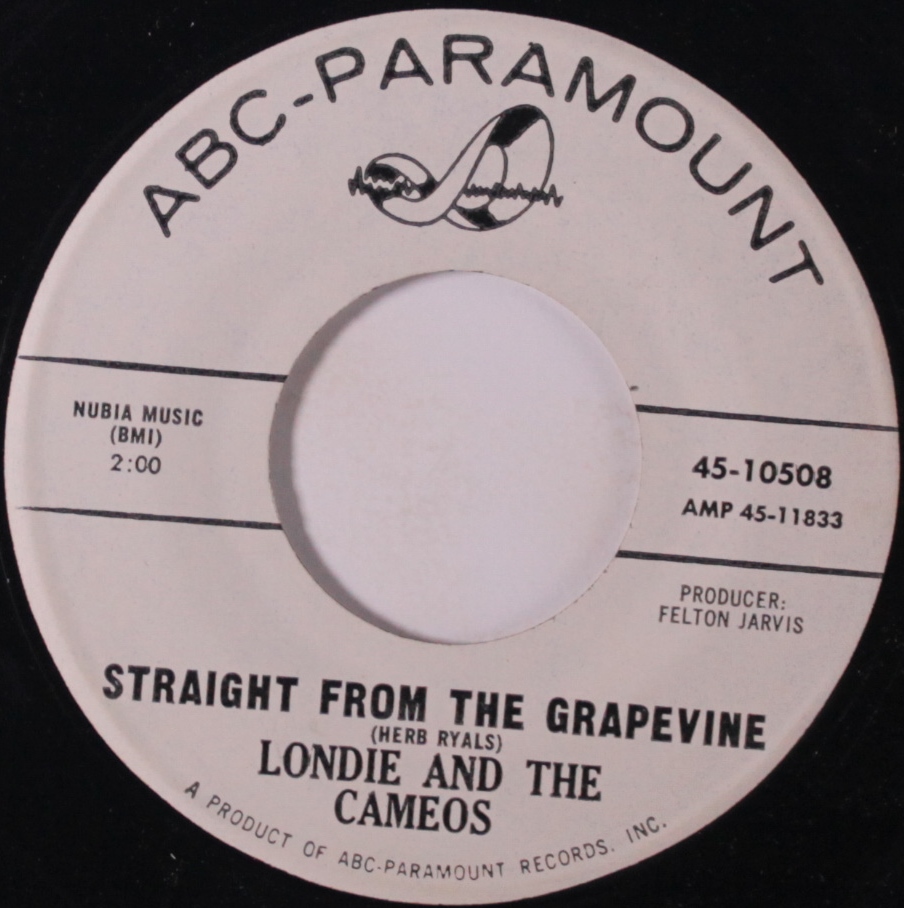 ABC-PARAMOUNT
NUBIA MUSIC
(BMI)
2:00
45-10508
AMP 45-11833
PRODUCER:
FELTON JARVIS
STRAIGHT FROM THE GRAPEVINE
(HERB RYALS)
LONDIE AND THE
CAMEOS
A PRODUCT OF ABC-PARAMOUNT RECORDS, INC.